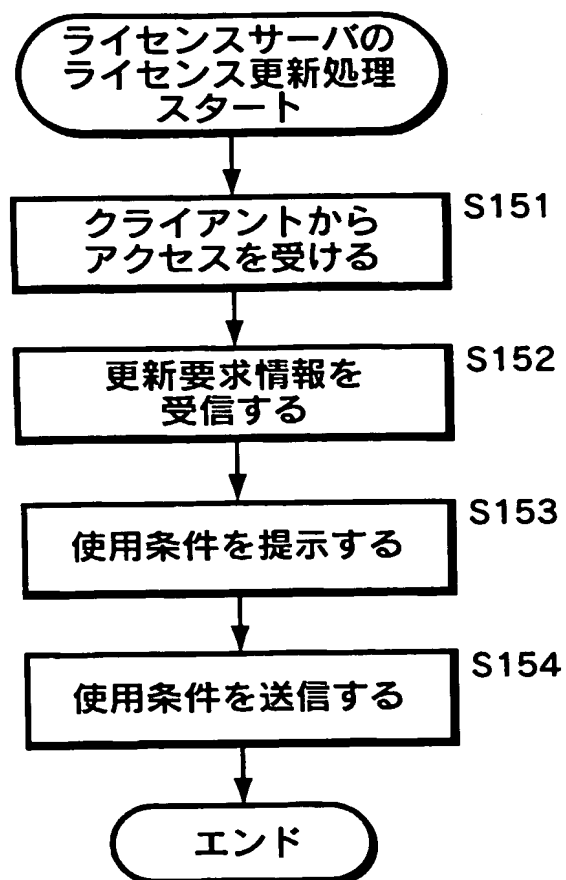 ライセンスサーバの
ライセンス更新処理
スタート
クライアントから
アクセスを受ける
S151
更新要求情報を
受信する
S152
使用条件を提示する
S153
使用条件を送信する
S154
エンド